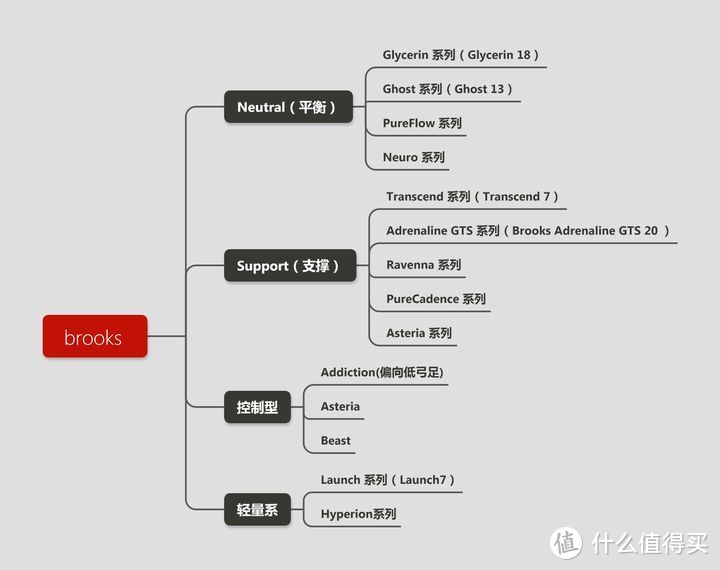 brooks
Neutral（平衡）
Glycerin 系列（Glycerin 18）
Ghost 系列（Ghost 13）
PureFlow 系列
Neuro 系列
Support（支撑）
Transcend 系列（Transcend 7）
Adrenaline GTS 系列（Brooks Adrenaline GTS 20 ）
Ravenna 系列
PureCadence 系列
Asteria 系列
控制型
Addiction(偏向低弓足)
Asteria
Beast
轻量系
Launch 系列（Launch7）
Hyperion系列
值 什么值得买